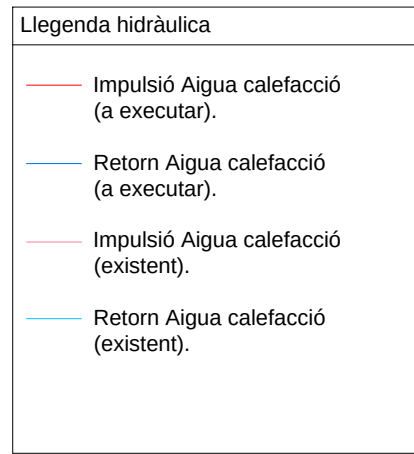 Llegenda hidràulica
Impulsió Aigua calefacció
(a executar).
Retorn Aigua calefacció
(a executar).
Impulsió Aigua calefacció
(existent).
Retorn Aigua calefacció
(existent).